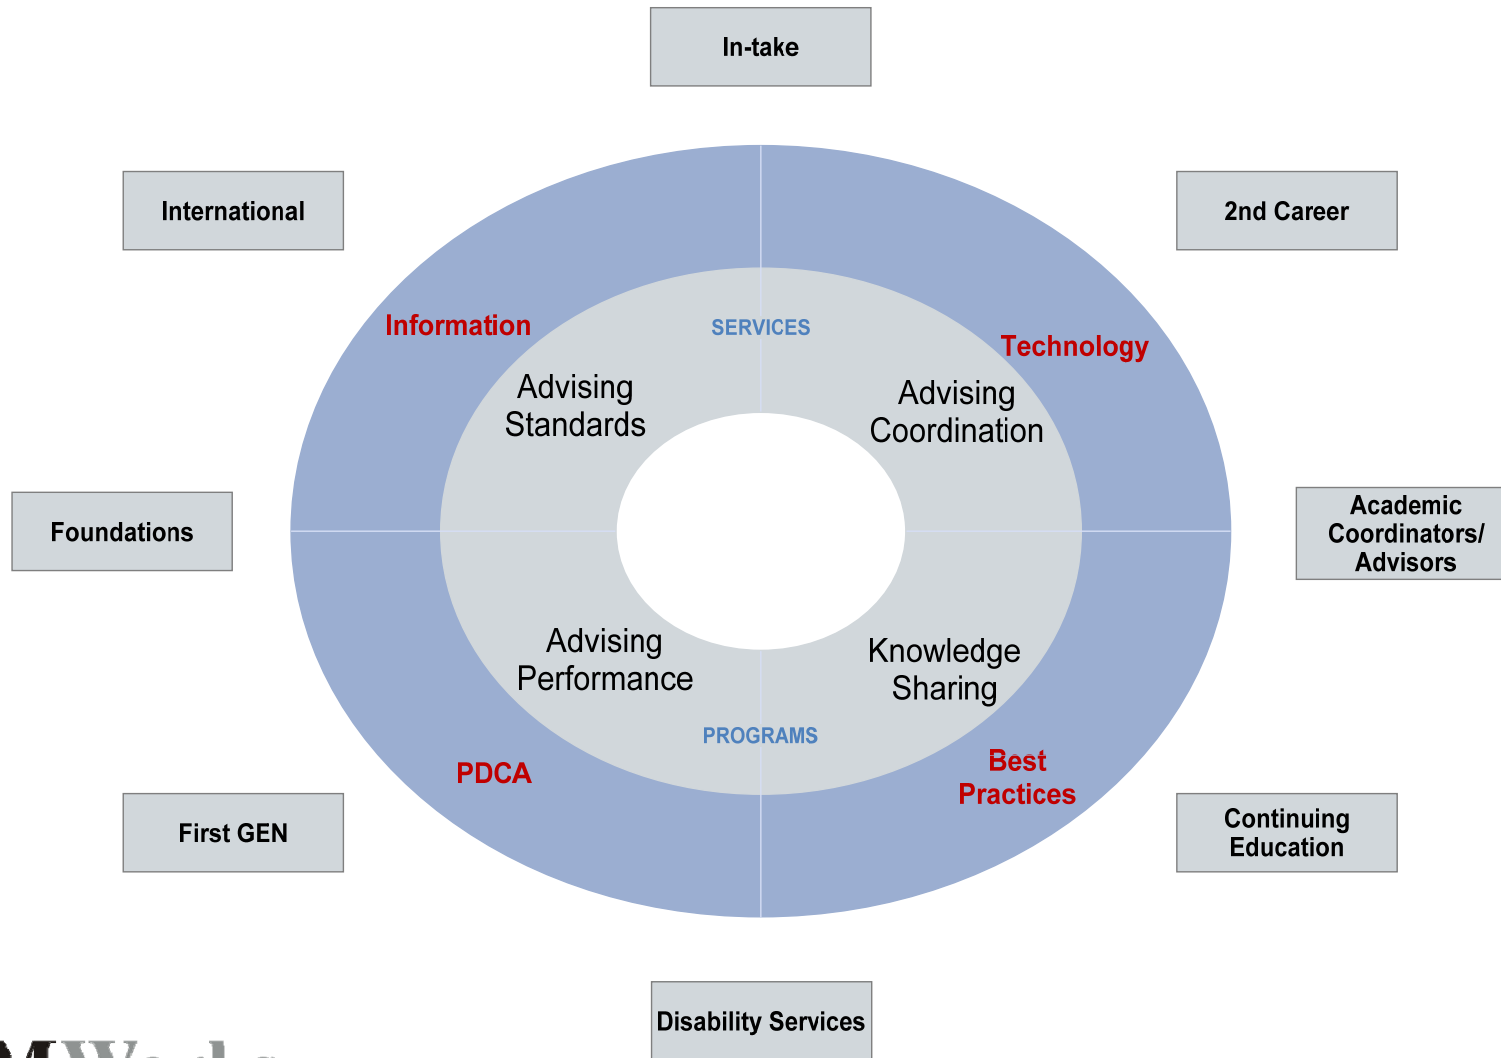 In-take
International
2nd Career
Information
SERVICES
Technology
Advising
Standards
Advising
Coordination
Foundations
Academic
Coordinators/
Advisors
Advising
Performance
Knowledge
Sharing
PROGRAMS
PDCA
Best
Practices
First GEN
Continuing
Education
Disability Services